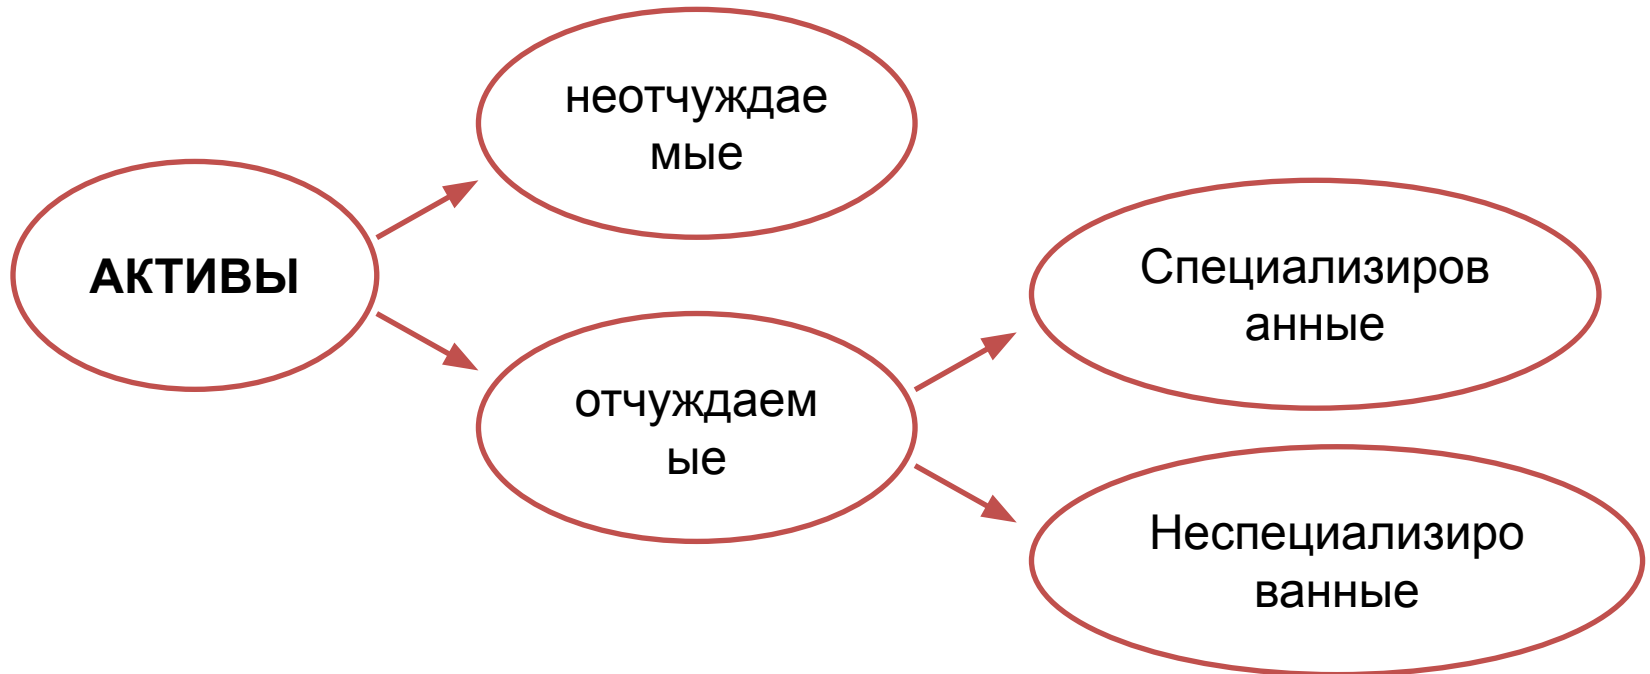 неотчуждае
мые
АКТИВЫ
Специализиров
анные
отчуждаем
ые
Неспециализиро
ванные